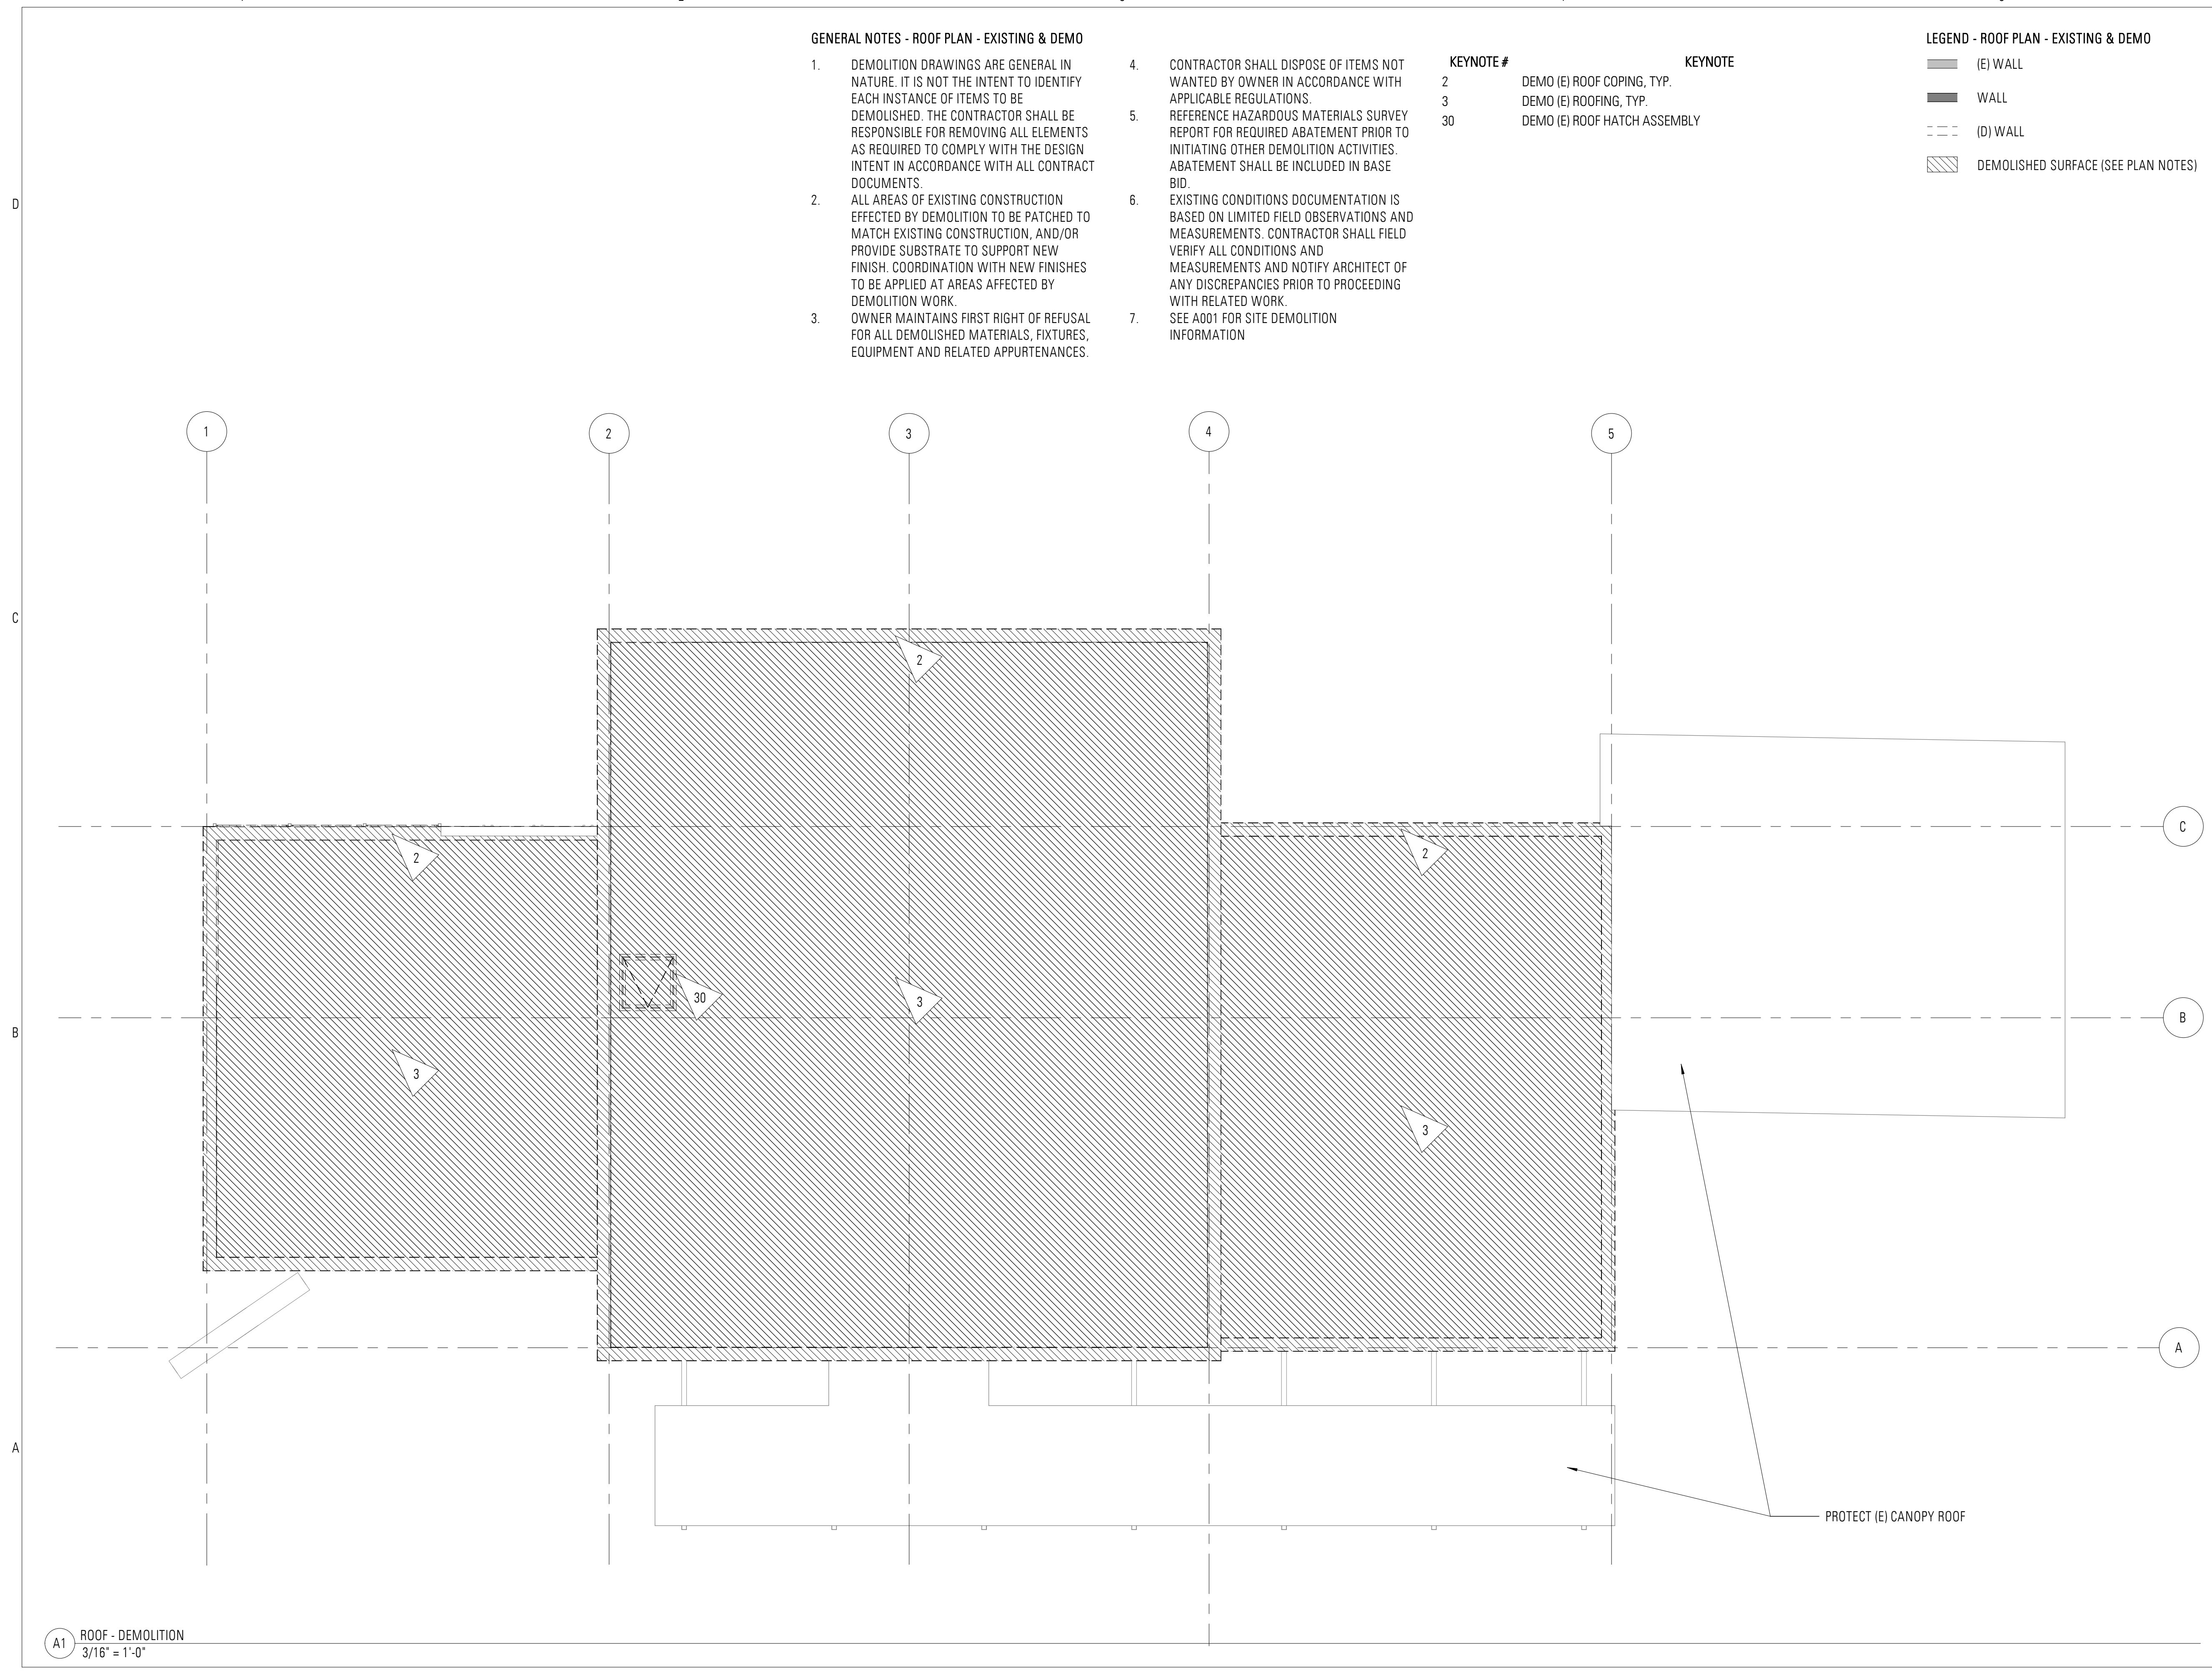 GENERAL NOTES - ROOF PLAN - EXISTING & DEMO
1. DEMOLITION DRAWINGS ARE GENERAL IN
NATURE. IT IS NOT THE INTENT TO IDENTIFY
EACH INSTANCE OF ITEMS TO BE
DEMOLISHED. THE CONTRACTOR SHALL BE
RESPONSIBLE FOR REMOVING ALL ELEMENTS
AS REQUIRED TO COMPLY WITH THE DESIGN
INTENT IN ACCORDANCE WITH ALL CONTRACT
DOCUMENTS.
2. ALL AREAS OF EXISTING CONSTRUCTION
EFFECTED BY DEMOLITION TO BE PATCHED TO
MATCH EXISTING CONSTRUCTION, AND/OR
PROVIDE SUBSTRATE TO SUPPORT NEW
FINISH. COORDINATION WITH NEW FINISHES
TO BE APPLIED AT AREAS AFFECTED BY
DEMOLITION WORK.
3. OWNER MAINTAINS FIRST RIGHT OF REFUSAL
FOR ALL DEMOLISHED MATERIALS, FIXTURES,
EQUIPMENT AND RELATED APPURTENANCES.
4. CONTRACTOR SHALL DISPOSE OF ITEMS NOT
WANTED BY OWNER IN ACCORDANCE WITH
APPLICABLE REGULATIONS.
5. REFERENCE HAZARDOUS MATERIALS SURVEY
REPORT FOR REQUIRED ABATEMENT PRIOR TO
INITIATING OTHER DEMOLITION ACTIVITIES.
ABATEMENT SHALL BE INCLUDED IN BASE
BID.
6. EXISTING CONDITIONS DOCUMENTATION IS
BASED ON LIMITED FIELD OBSERVATIONS AND
MEASUREMENTS. CONTRACTOR SHALL FIELD
VERIFY ALL CONDITIONS AND
MEASUREMENTS AND NOTIFY ARCHITECT OF
ANY DISCREPANCIES PRIOR TO PROCEEDING
WITH RELATED WORK.
7. SEE A001 FOR SITE DEMOLITION
INFORMATION
KEYNOTE # KEYNOTE
2 DEMO (E) ROOF COPING, TYP.
3 DEMO (E) ROOFING, TYP.
30 DEMO (E) ROOF HATCH ASSEMBLY
LEGEND - ROOF PLAN - EXISTING & DEMO
(E) WALL
WALL
(D) WALL
DEMOLISHED SURFACE (SEE PLAN NOTES)
D
1 2 3 4 5
C
2
C
2
2
30
3
B
B
3
3
A
A
PROTECT (E) CANOPY ROOF
A1 ROOF - DEMOLITION
3/16" = 1'-0"